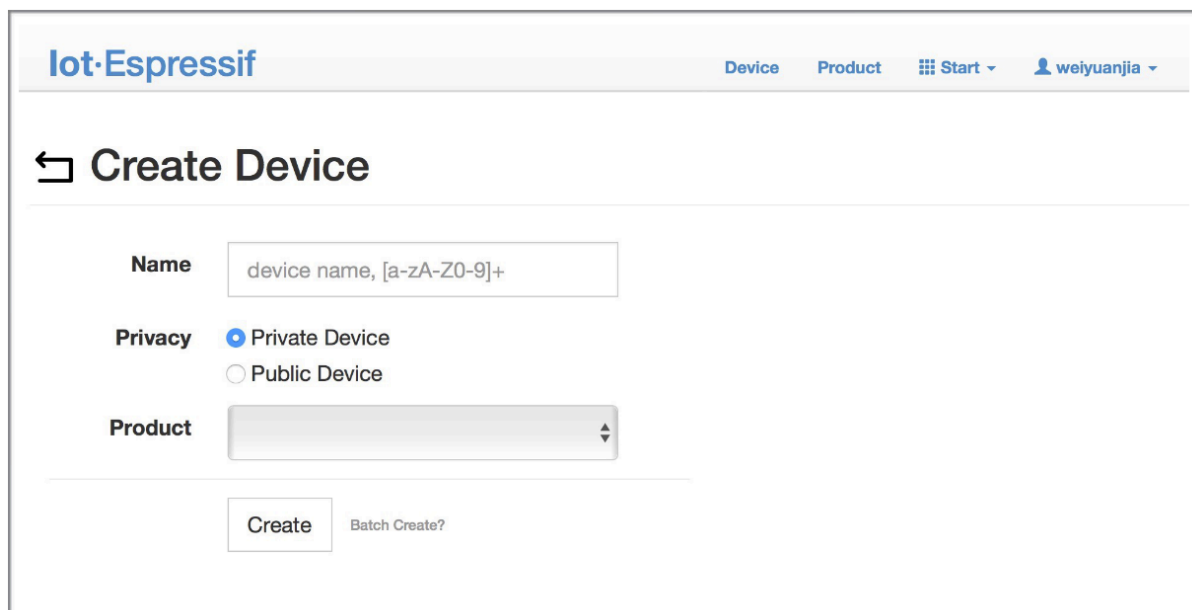 Iot·Espressif
Device Product Start weiyuanjia
Create Device
Name device name, [a-zA-Z0-9]+
Privacy Private Device
Public Device
Product
Create Batch Create?